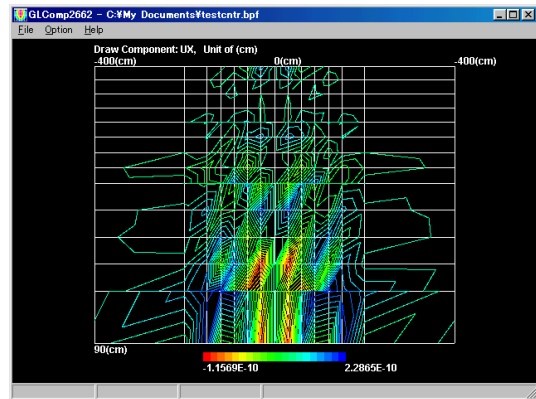 GLComp2662 - C:¥My Documents¥testcntr.bpf
File Option Help
Draw Component: UX, Unit of (cm)
-400(cm) 0(cm) -400(cm)
90(cm)
-1.1569E-10 2.2865E-10